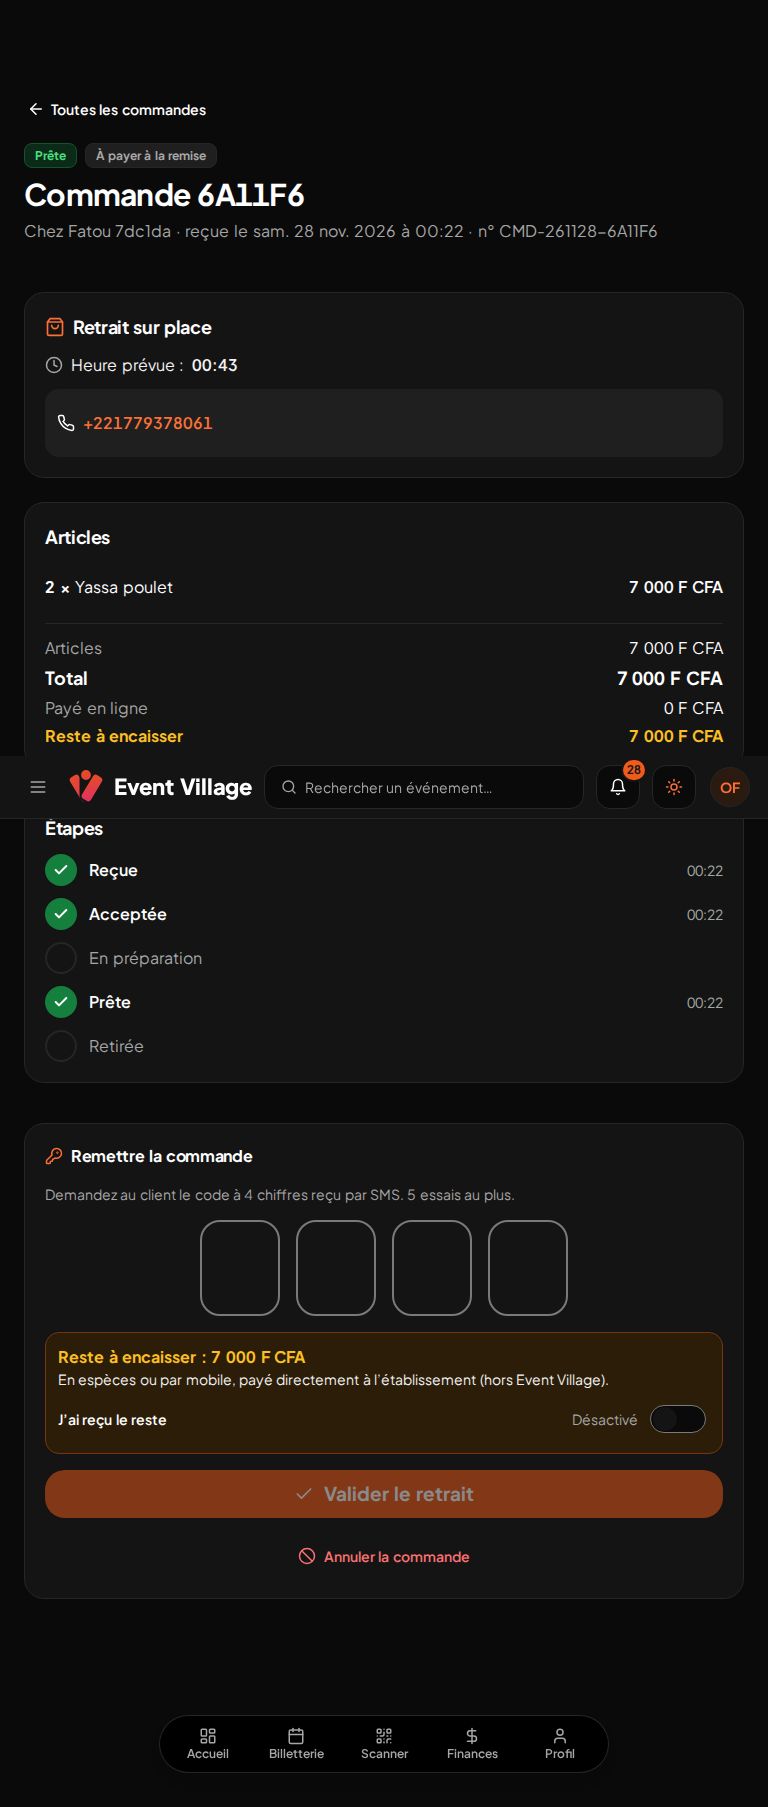 Toutes les commandes
Prête
À payer à la remise
Commande 6A11F6
Chez Fatou 7dc1da · reçue le sam. 28 nov. 2026 à 00:22 · n° CMD-261128-6A11F6
Retrait sur place
Heure prévue : 00:43
+221779378061
Articles
2 × Yassa poulet 7 000 F CFA
Articles 7 000 F CFA
Total 7 000 F CFA
Payé en ligne 0 F CFA
Reste à encaisser 7 000 F CFA
Event Village
Rechercher un événement...
28
OF
Étapes
Reçue 00:22
Acceptée 00:22
En préparation
Prête 00:22
Retirée
Remettre la commande
Demandez au client le code à 4 chiffres reçu par SMS. 5 essais au plus.
Reste à encaisser : 7 000 F CFA
En espèces ou par mobile, payé directement à l'établissement (hors Event Village).
J'ai reçu le reste Désactivé
Valider le retrait
Annuler la commande
Accueil Billetterie Scanner Finances Profil